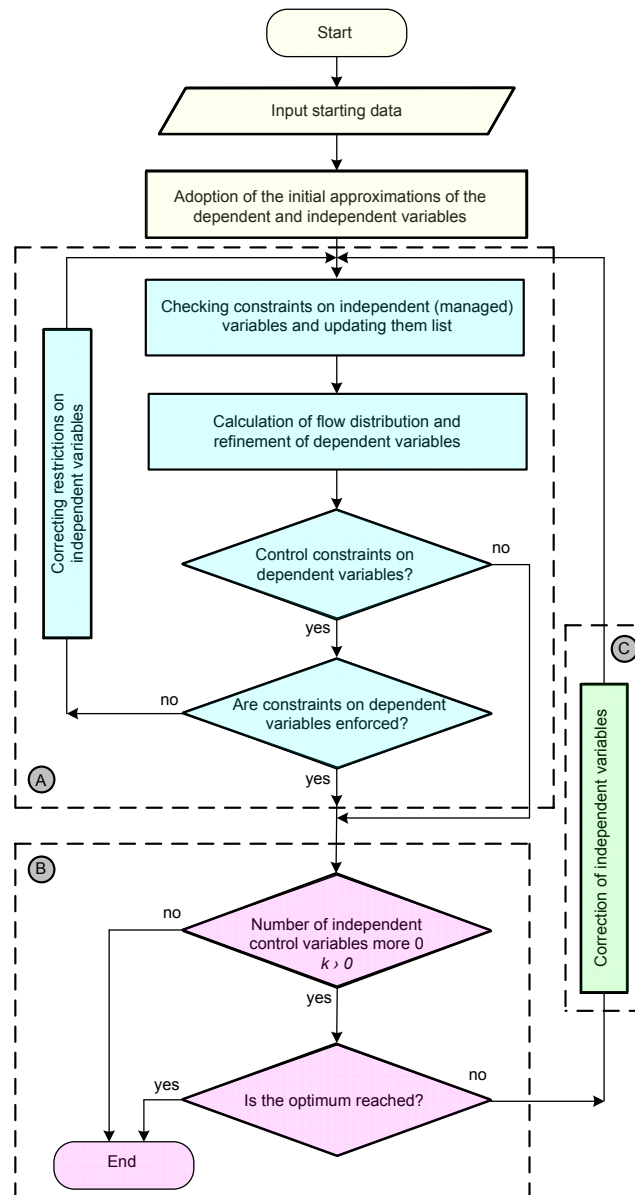 Start
Input starting data
Adoption of the initial approximations of the
dependent and independent variables
Checking constraints on independent (managed)
variables and updating them list
Correcting restrictions on
independent variables
Calculation of flow distribution and
refinement of dependent variables
Control constraints on
dependent variables?
no
yes
Are constraints on dependent
variables enforced?
no
yes
A
C
Correction of independent variables
B
Number of independent
control variables more 0
k › 0
no
yes
Is the optimum reached?
yes
no
End